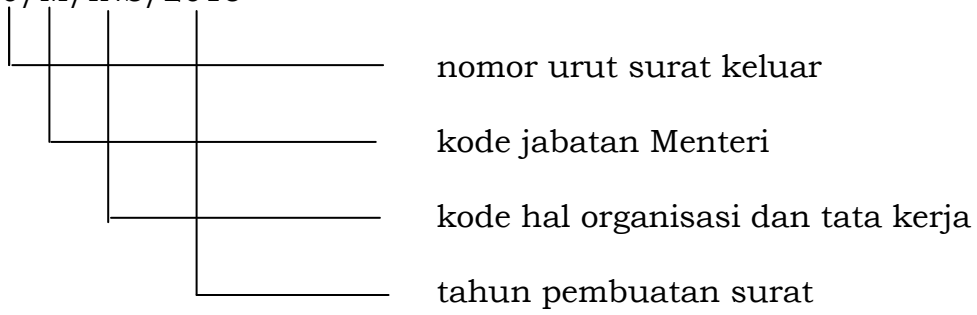 nomor urut surat keluar
kode jabatan Menteri
kode hal organisasi dan tata kerja
tahun pembuatan surat